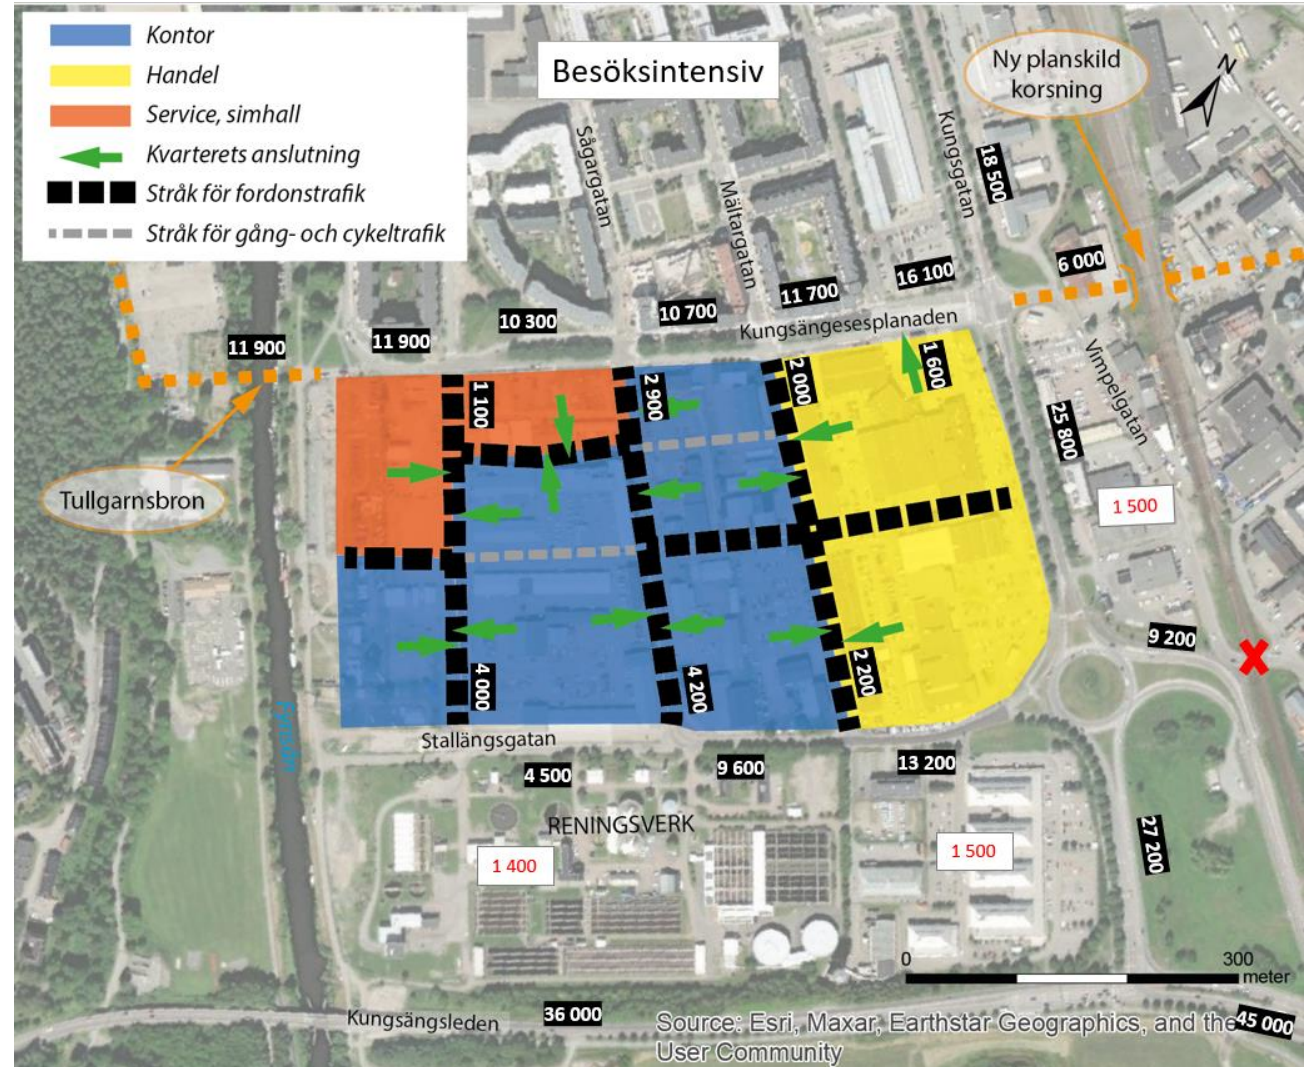 Kontor
Handel
Service, simhall
Kvarterets anslutning
Stråk för fordonstrafik
Stråk för gång- och cykeltrafik
Besöksintensiv
Ny planskild
korsning
N
Sågargatan
Mältargatan
Kungsgatan
18 500
6 000
16 100
11 700
10 700
10 300
11 900
11 900
Kungsängesesplanaden
Vimpelgatan
1 100
2 900
2 000
1 600
25 800
Tullgarnsbron
1 500
9 200
4 000
4 200
2 200
Fyrisån
Stallängsgatan
4 500
9 600
13 200
RENINGSVERK
1 400
1 500
27 200
0 300
meter
Kungsängsleden
36 000
45 000
Source: Esri, Maxar, Earthstar Geographics, and the
User Community